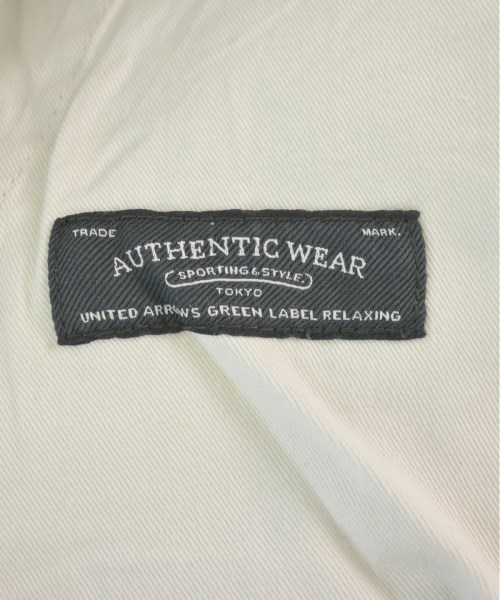 TRADE MARK.
AUTHENTIC WEAR
SPORTING & STYLE.
TOKYO
UNITED ARROWS GREEN LABEL RELAXING